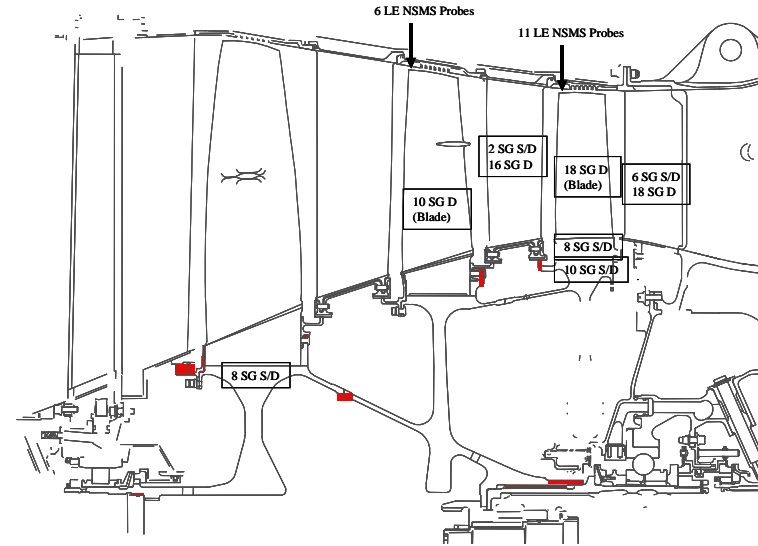 6 LE NSMS Probes
11 LE NSMS Probes
2 SG S/D
16 SG D
18 SG D
(Blade)
6 SG S/D
18 SG D
10 SG D
(Blade)
8 SG S/D
10 SG S/D
8 SG S/D